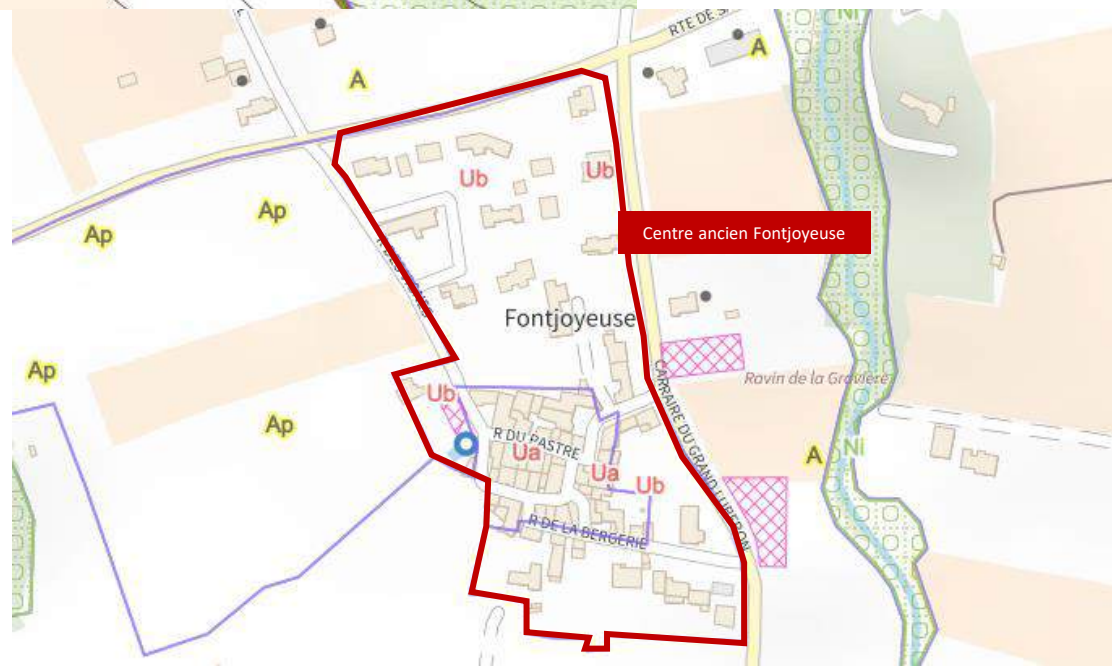 Ni
RTE DE S
A
A
Ub
Ub
Ap
Ap
Centre ancien Fontjoyeuse
Fontjoyeuse
Ap
Ravin de la Gravière
CARRAIRE DU GRAND LUBERON
Ub
Ap
R DU PASTRE
Ua
Ua
Ub
A
Ni
R DE LA BERGERIE